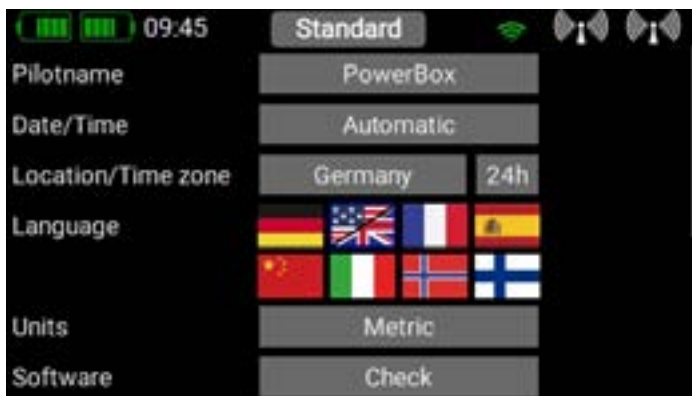 09:45 Standard
Pilotname PowerBox
Date/Time Automatic
Location/Time zone Germany 24h
Language
Units Metric
Software Check